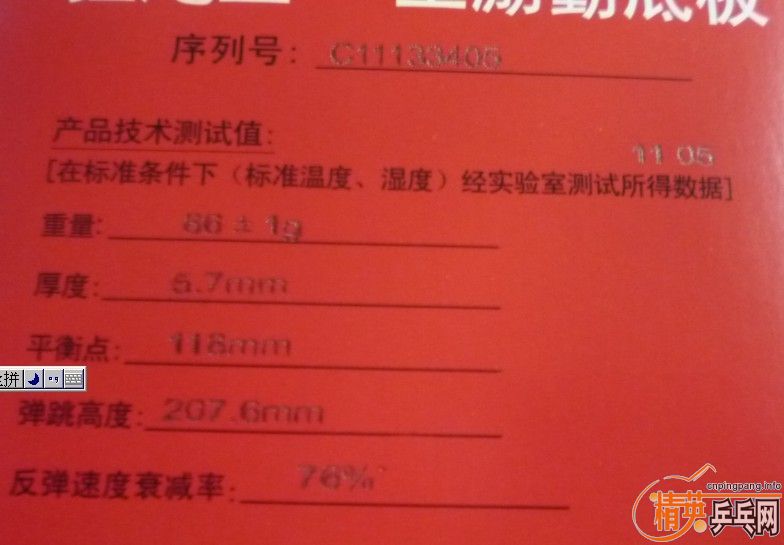 底板
序列号: C11133405
产品技术测试值:
11 05
[在标准条件下（标准温度、湿度）经实验室测试所得数据]
重量: 86 ± 1g
厚度: 5.7mm
平衡点: 118mm
拼
弹跳高度: 207.6mm
反弹速度衰减率: 76%
cnpingpang.info
精英乒乓网